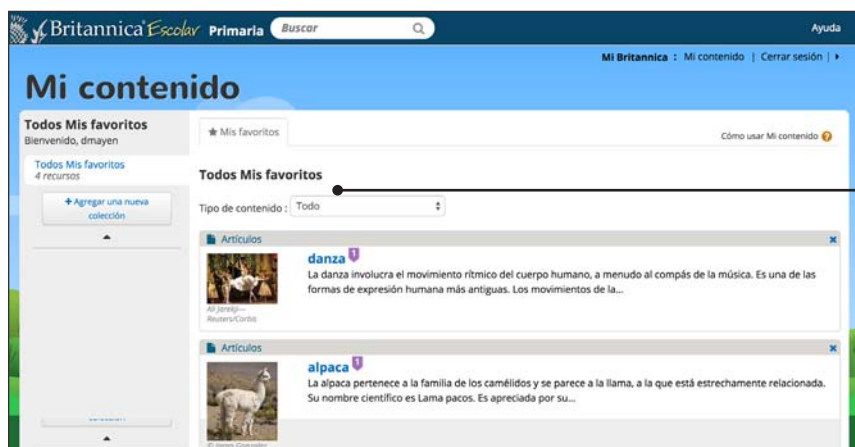 Britannica Escolar Primaria Buscar Ayuda
Mi Britannica : Mi contenido | Cerrar sesión |
Mi contenido
Todos Mis favoritos
Bienvenido, dmayen
Todos Mis favoritos
4 recursos
+ Agregar una nueva
colección
Mis favoritos
Cómo usar Mi contenido ?
Todos Mis favoritos
Tipo de contenido : Todo
Artículos
danza 1
La danza involucra el movimiento rítmico del cuerpo humano, a menudo al compás de la música. Es una de las
formas de expresión humana más antiguas. Los movimientos de la...
Ali Jarekji—
Reuters/Corbis
Artículos
alpaca 1
La alpaca pertenece a la familia de los camélidos y se parece a la llama, a la que está estrechamente relacionada.
Su nombre científico es Lama pacos. Es apreciada por su...